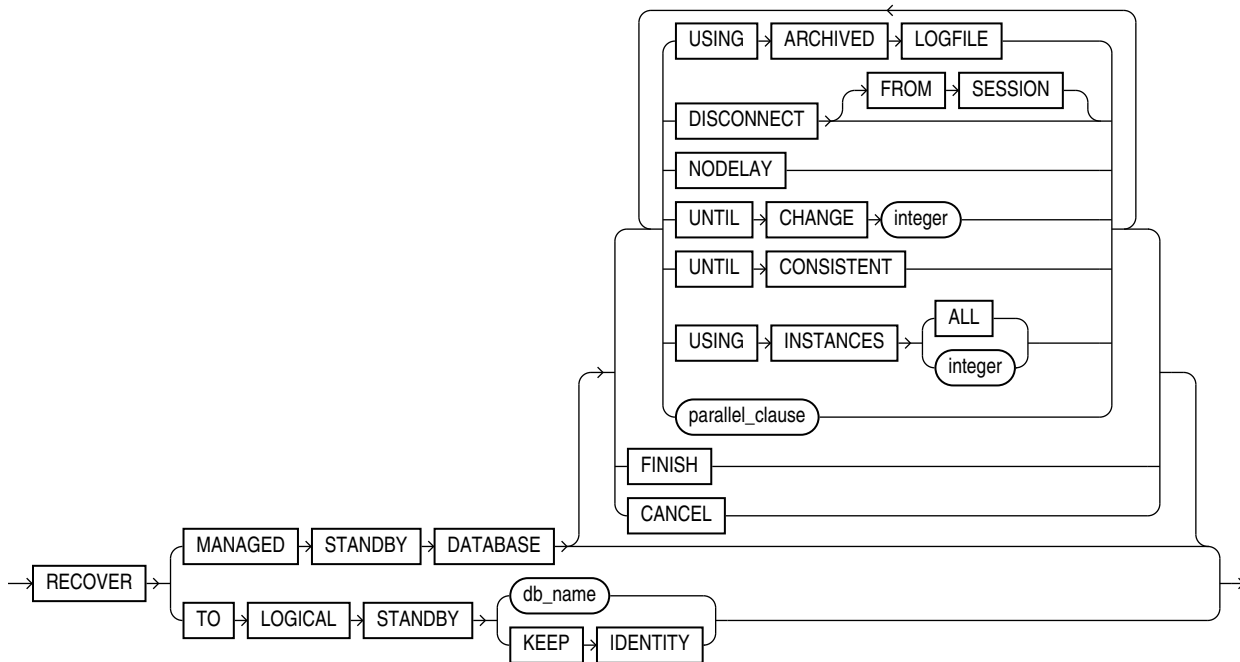 USING ARCHIVED LOGFILE
FROM SESSION
DISCONNECT
NODELAY
UNTIL CHANGE integer
UNTIL CONSISTENT
ALL
USING INSTANCES
integer
parallel_clause
FINISH
CANCEL
MANAGED STANDBY DATABASE
RECOVER
db_name
TO LOGICAL STANDBY
KEEP IDENTITY